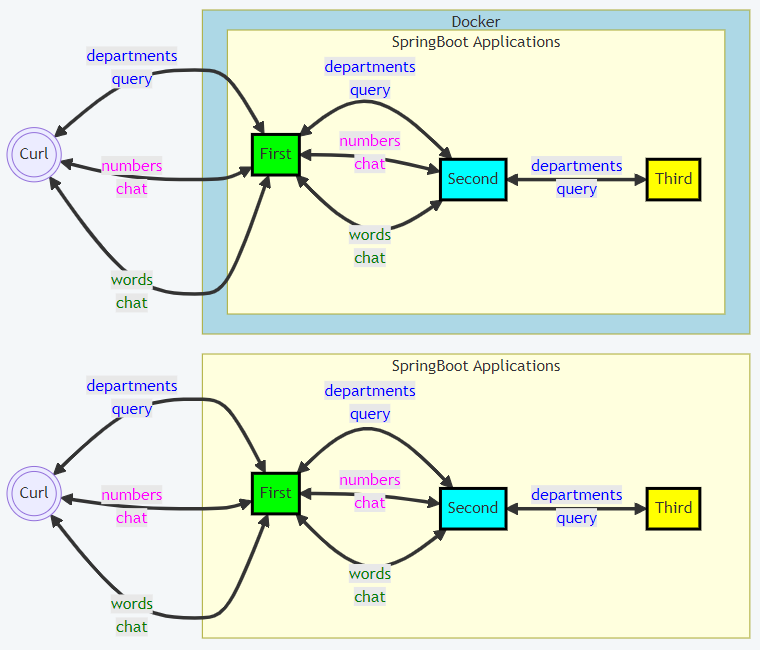 Docker
SpringBoot Applications
departments
query
departments
query
numbers
chat
Curl
First
numbers
chat
departments
query
Second
Third
words
chat
words
chat
SpringBoot Applications
departments
query
departments
query
numbers
chat
Curl
First
numbers
chat
departments
query
Second
Third
words
chat
words
chat